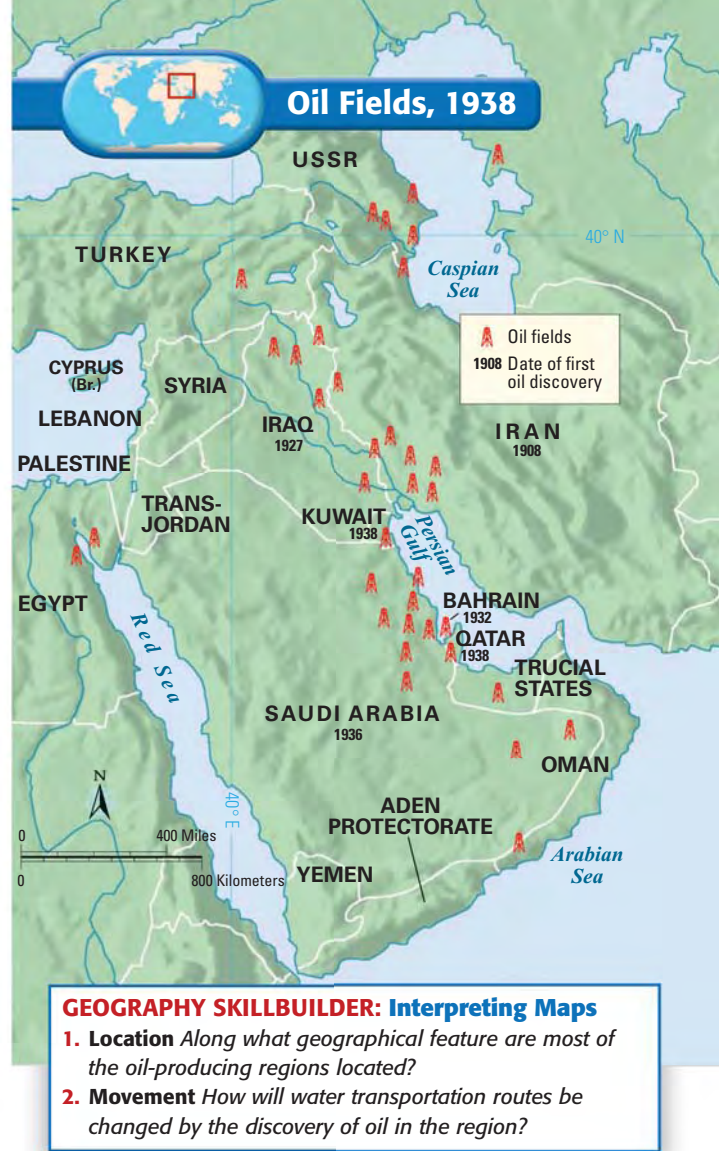 Oil Fields, 1938
USSR
40° N
TURKEY
Caspian
Sea
Oil fields
1908 Date of first
oil discovery
CYPRUS
(Br.)
SYRIA
LEBANON
IRAQ
1927
IRAN
1908
PALESTINE
TRANS-
JORDAN
KUWAIT
1938
Persian
Gulf
EGYPT
Red Sea
BAHRAIN
1932
QATAR
1938
TRUCIAL
STATES
SAUDI ARABIA
1936
OMAN
N
40° E
0 400 Miles
0 800 Kilometers
ADEN
PROTECTORATE
YEMEN
Arabian
Sea
GEOGRAPHY SKILLBUILDER: Interpreting Maps
1. Location Along what geographical feature are most of
the oil-producing regions located?
2. Movement How will water transportation routes be
changed by the discovery of oil in the region?